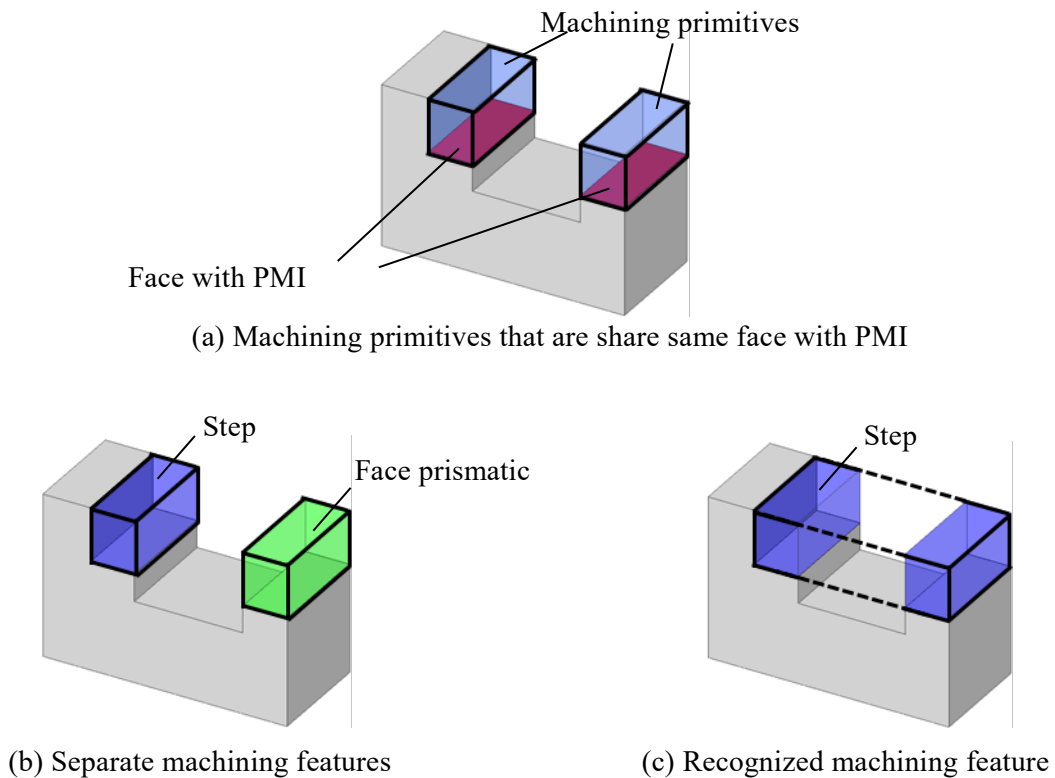 Machining primitives
Face with PMI
(a) Machining primitives that are share same face with PMI
Step
Face prismatic
Step
(b) Separate machining features
(c) Recognized machining feature